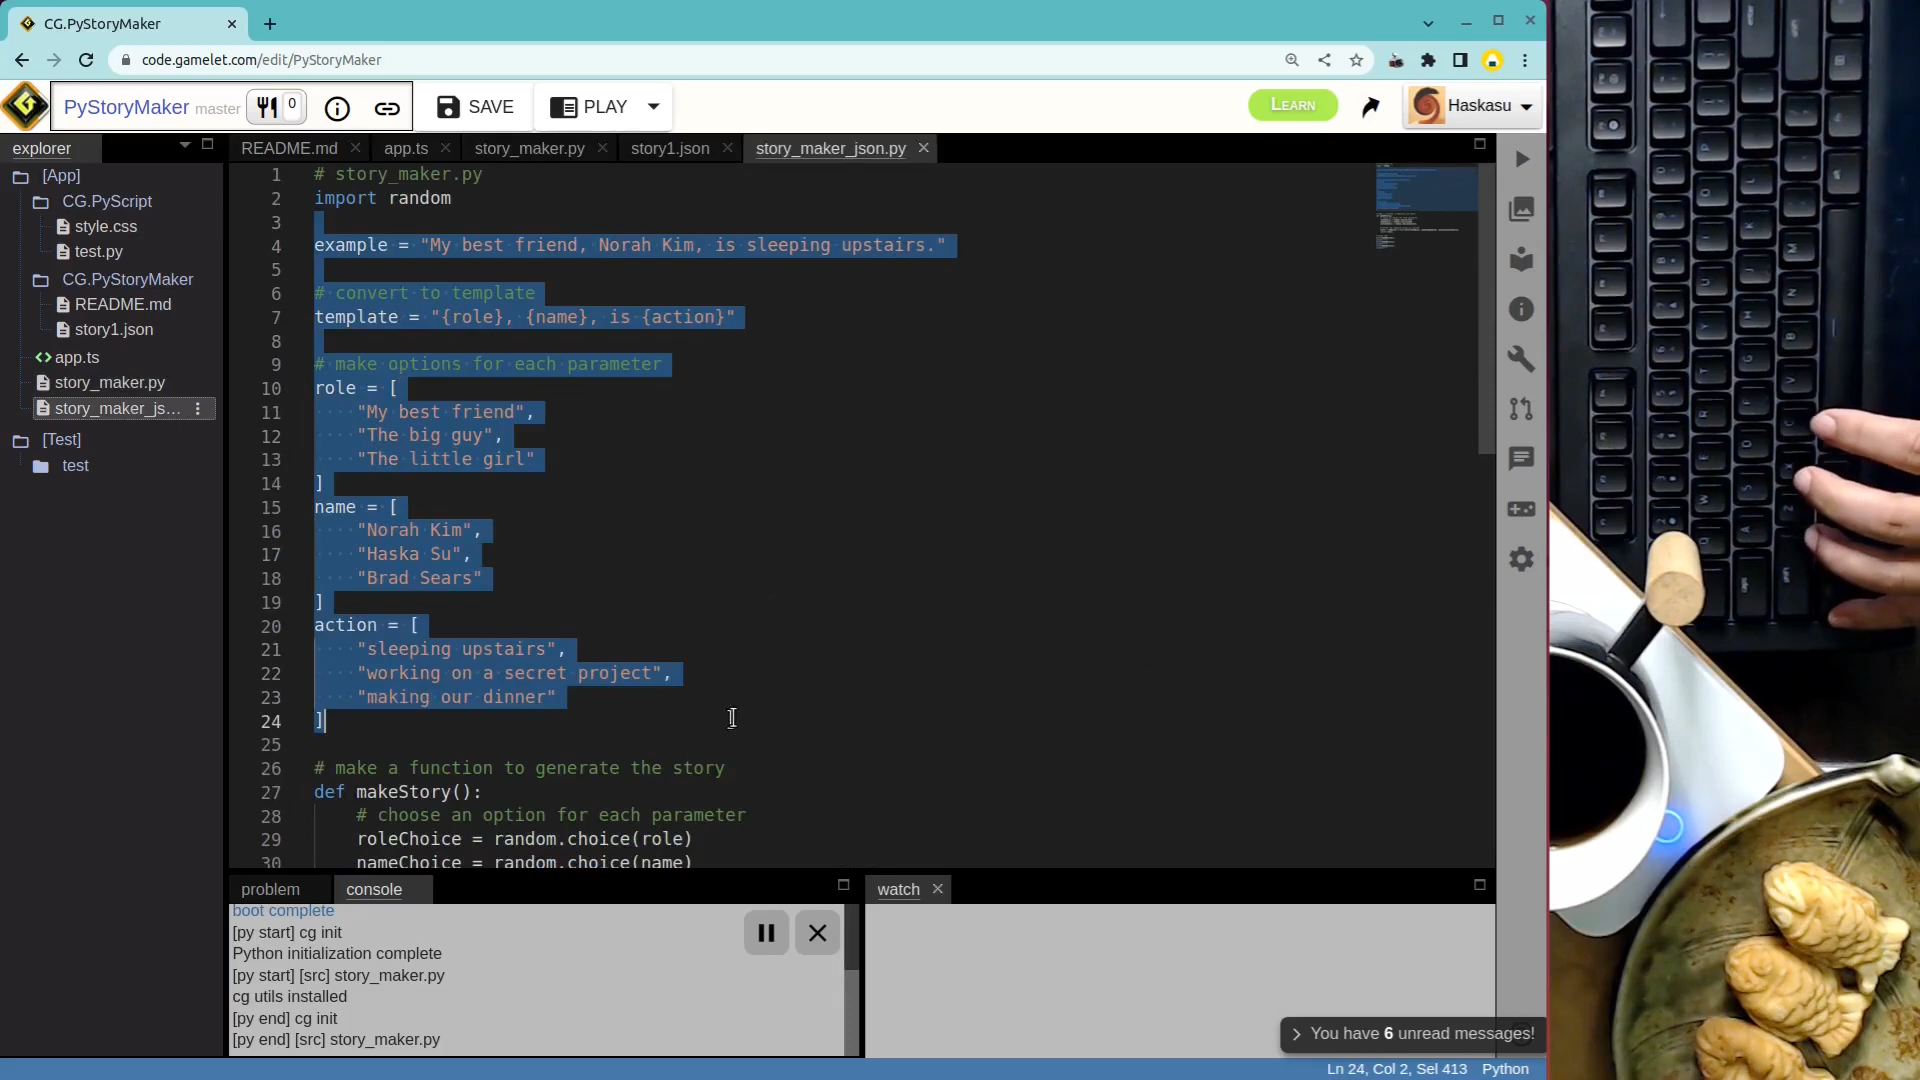 CG.PyStoryMaker
code.gamelet.com/edit/PyStoryMaker
PyStoryMaker master 0 SAVE PLAY LEARN Haskasu
explorer
[App]
CG.PyScript
style.css
test.py
CG.PyStoryMaker
README.md
story1.json
app.ts
story_maker.py
story_maker_js...
[Test]
test
README.md app.ts story_maker.py story1.json story_maker_json.py
1 # story_maker.py
2 import random
3
4 example = "My best friend, Norah Kim, is sleeping upstairs."
5
6 # convert to template
7 template = "{role}, {name}, is {action}"
8
9 # make options for each parameter
10 role = [
11 "My best friend",
12 "The big guy",
13 "The little girl"
14 ]
15 name = [
16 "Norah Kim",
17 "Haska Su",
18 "Brad Sears"
19 ]
20 action = [
21 "sleeping upstairs",
22 "working on a secret project",
23 "making our dinner"
24 ]
25
26 # make a function to generate the story
27 def makeStory():
28 # choose an option for each parameter
29 roleChoice = random.choice(role)
30 nameChoice = random.choice(name)
problem console
boot complete
[py start] cg init
Python initialization complete
[py start] [src] story_maker.py
cg utils installed
[py end] cg init
[py end] [src] story_maker.py
watch
You have 6 unread messages!
Ln 24, Col 2, Sel 413 Python